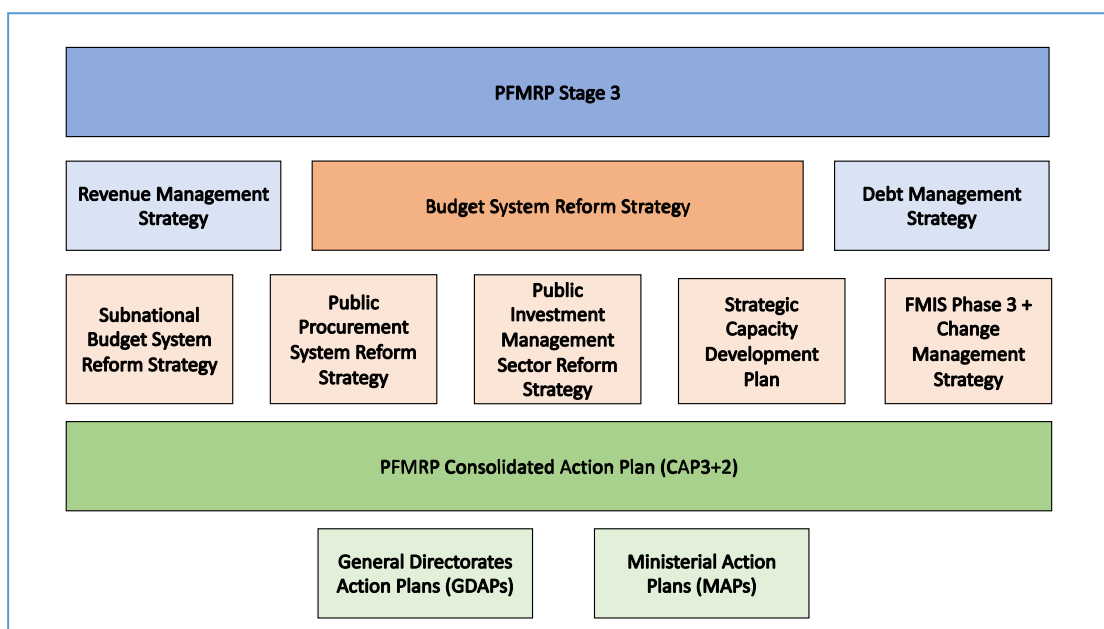 PFMRP Stage 3
Revenue Management
Strategy
Budget System Reform Strategy
Debt Management
Strategy
Subnational
Budget System
Reform Strategy
Public
Procurement
System Reform
Strategy
Public
Investment
Management
Sector Reform
Strategy
Strategic
Capacity
Development
Plan
FMIS Phase 3 +
Change
Management
Strategy
PFMRP Consolidated Action Plan (CAP3+2)
General Directorates
Action Plans (GDAPs)
Ministerial Action
Plans (MAPs)